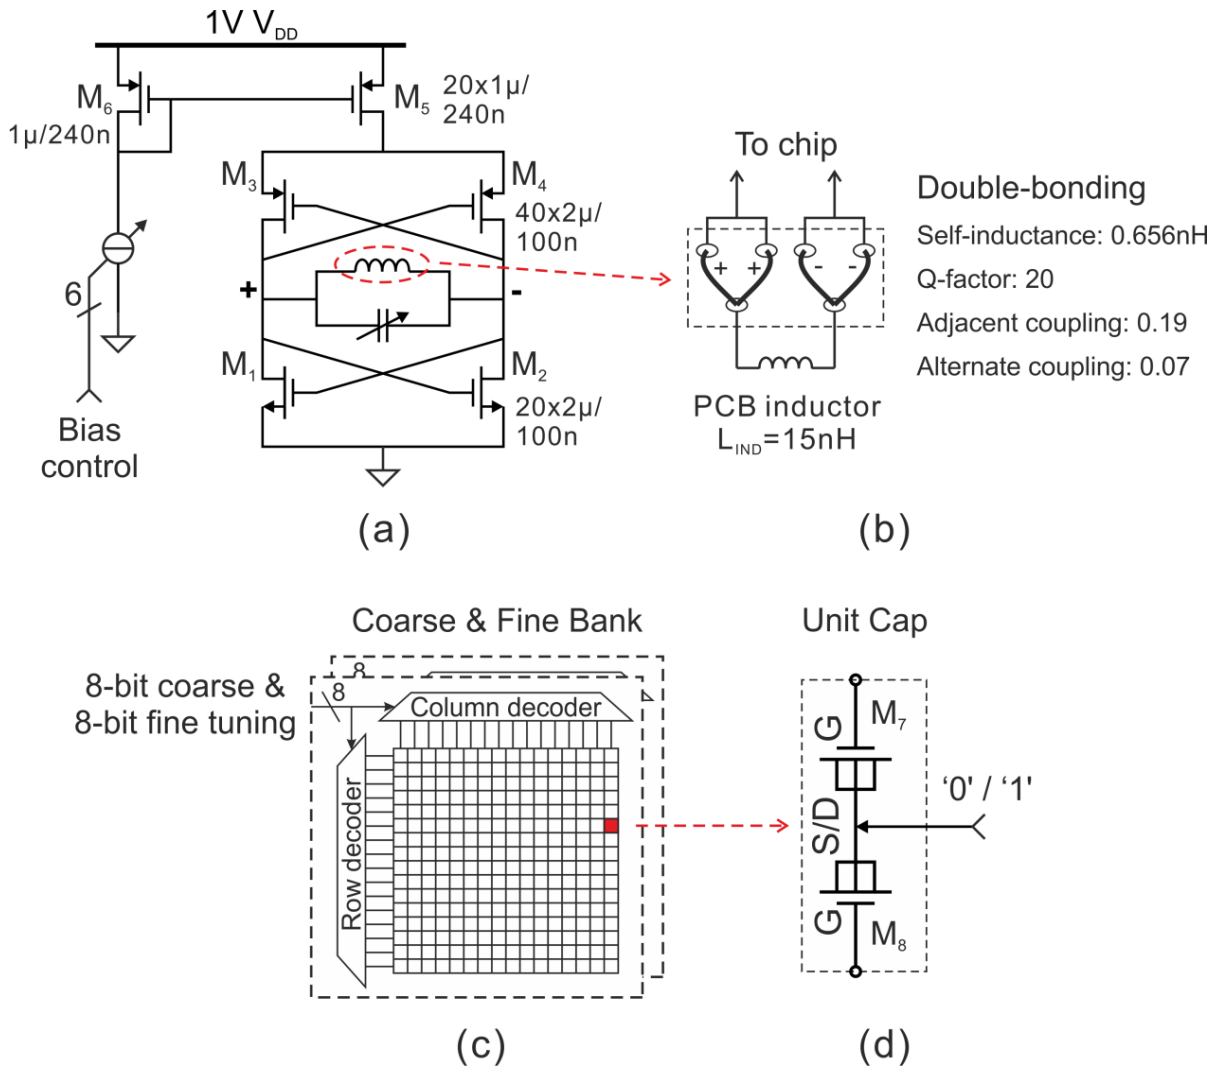 1V V_DD
M6
1µ/240n
M5
20x1µ/
240n
M3
M4
40x2µ/
100n
+
-
6
M1
M2
20x2µ/
100n
Bias
control
(a)
To chip
+ + - -
PCB inductor
L_IND=15nH
(b)
Double-bonding
Self-inductance: 0.656nH
Q-factor: 20
Adjacent coupling: 0.19
Alternate coupling: 0.07
Coarse & Fine Bank
8-bit coarse &
8-bit fine tuning
8
8
Column decoder
Row decoder
(c)
Unit Cap
G
M7
S/D
'0' / '1'
G
M8
(d)